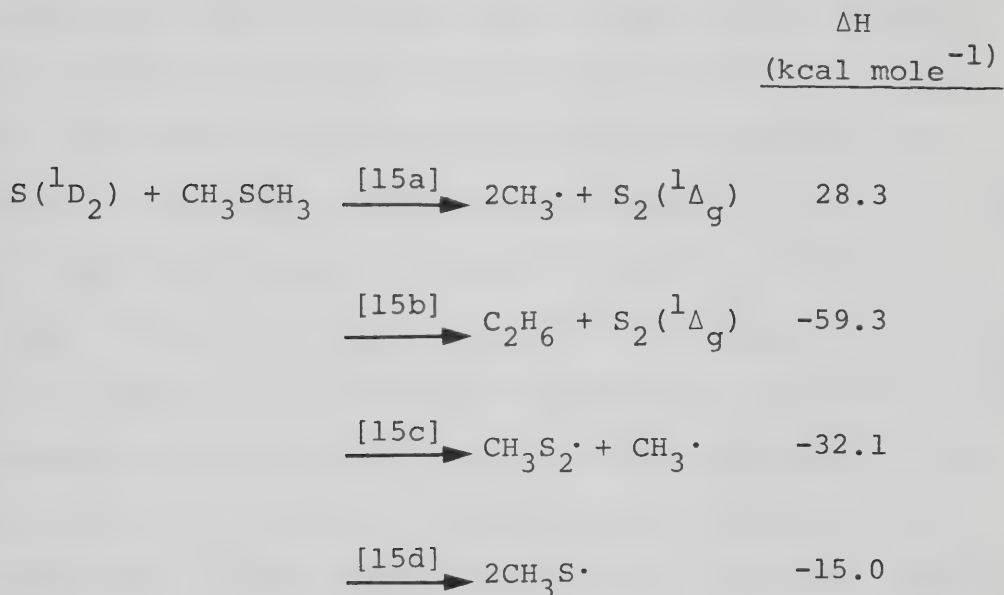 ΔH
(kcal mole⁻¹)
S(¹D₂) + CH₃SCH₃ [15a] → 2CH₃· + S₂(¹Δg) 28.3
[15b] → C₂H₆ + S₂(¹Δg) -59.3
[15c] → CH₃S₂· + CH₃· -32.1
[15d] → 2CH₃S· -15.0